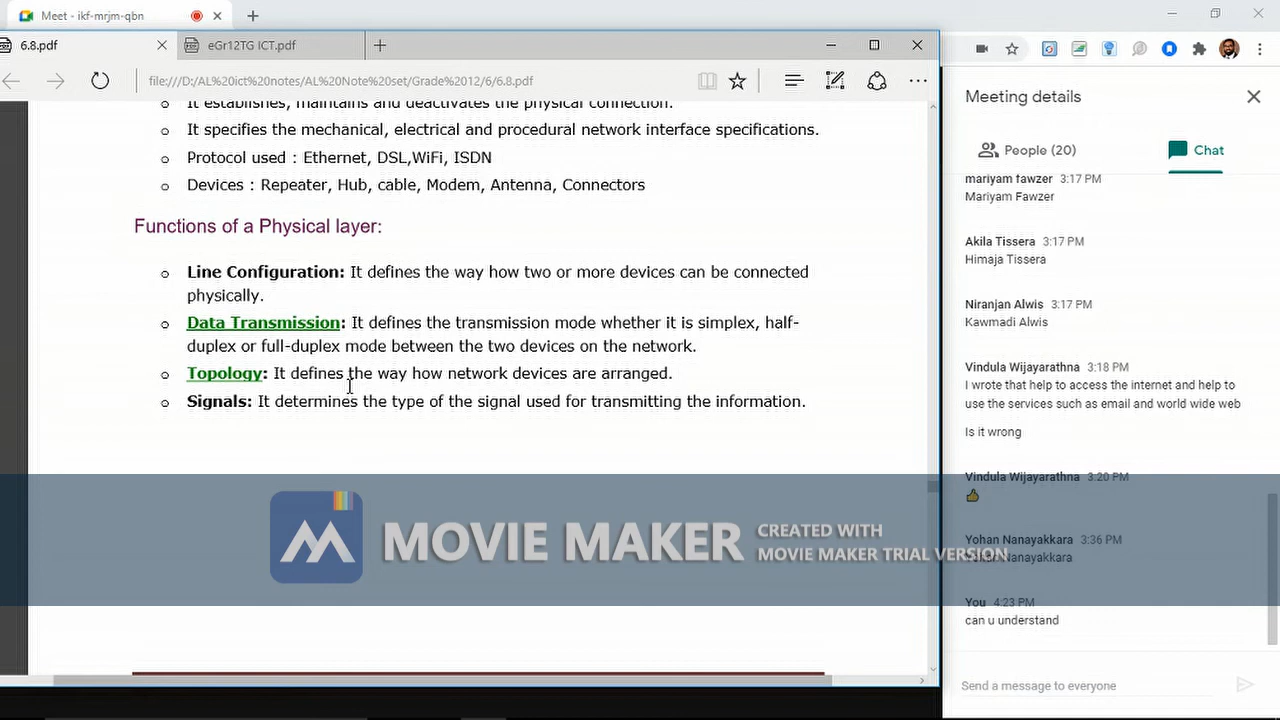 Meet - ikf-mrjm-qbn
6.8.pdf
eGr12TG ICT.pdf
file:///D:/AL%20ict%20notes/AL%20Note%20set/Grade%2012/6/6.8.pdf
It establishes, maintains and deactivates the physical connection.
It specifies the mechanical, electrical and procedural network interface specifications.
Protocol used : Ethernet, DSL,WiFi, ISDN
Devices : Repeater, Hub, cable, Modem, Antenna, Connectors
Functions of a Physical layer:
Line Configuration: It defines the way how two or more devices can be connected
physically.
Data Transmission: It defines the transmission mode whether it is simplex, half-
duplex or full-duplex mode between the two devices on the network.
Topology: It defines the way how network devices are arranged.
Signals: It determines the type of the signal used for transmitting the information.
MOVIE MAKER
CREATED WITH
MOVIE MAKER TRIAL VERSION
Meeting details
People (20)
Chat
mariyam fawzer 3:17 PM
Mariyam Fawzer
Akila Tissera 3:17 PM
Himaja Tissera
Niranjan Alwis 3:17 PM
Kawmadi Alwis
Vindula Wijayarathna 3:18 PM
I wrote that help to access the internet and help to
use the services such as email and world wide web
Is it wrong
Vindula Wijayarathna 3:20 PM
👍
Yohan Nanayakkara 3:36 PM
Yohan Nanayakkara
You 4:23 PM
can u understand
Send a message to everyone